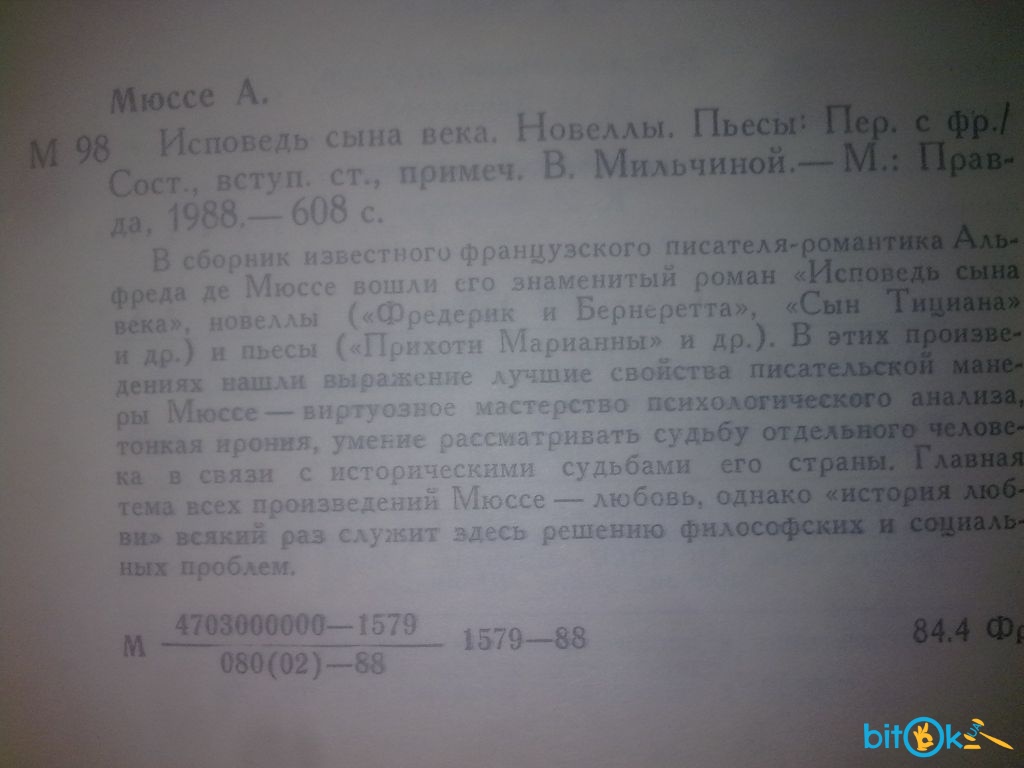 Мюссе А.
М 98 Исповедь сына века. Новеллы. Пьесы: Пер. с фр./
Сост., вступ. ст., примеч. В. Мильчиной.— М.: Прав-
да, 1988.— 608 с.
В сборник известного французского писателя-романтика Аль-
фреда де Мюссе вошли его знаменитый роман «Исповедь сына
века», новеллы («Фредерик и Бернеретта», «Сын Тициана»
и др.) и пьесы («Прихоти Марианны» и др.). В этих произве-
дениях нашли выражение лучшие свойства писательской мане-
ры Мюссе — виртуозное мастерство психологического анализа,
тонкая ирония, умение рассматривать судьбу отдельного челове-
ка в связи с историческими судьбами его страны. Главная
тема всех произведений Мюссе — любовь, однако «история люб-
ви» всякий раз служит здесь решению философских и социаль-
ных проблем.
4703000000—1579
М 1579—88 84.4 Фр
080(02)—88
bitOk.UA